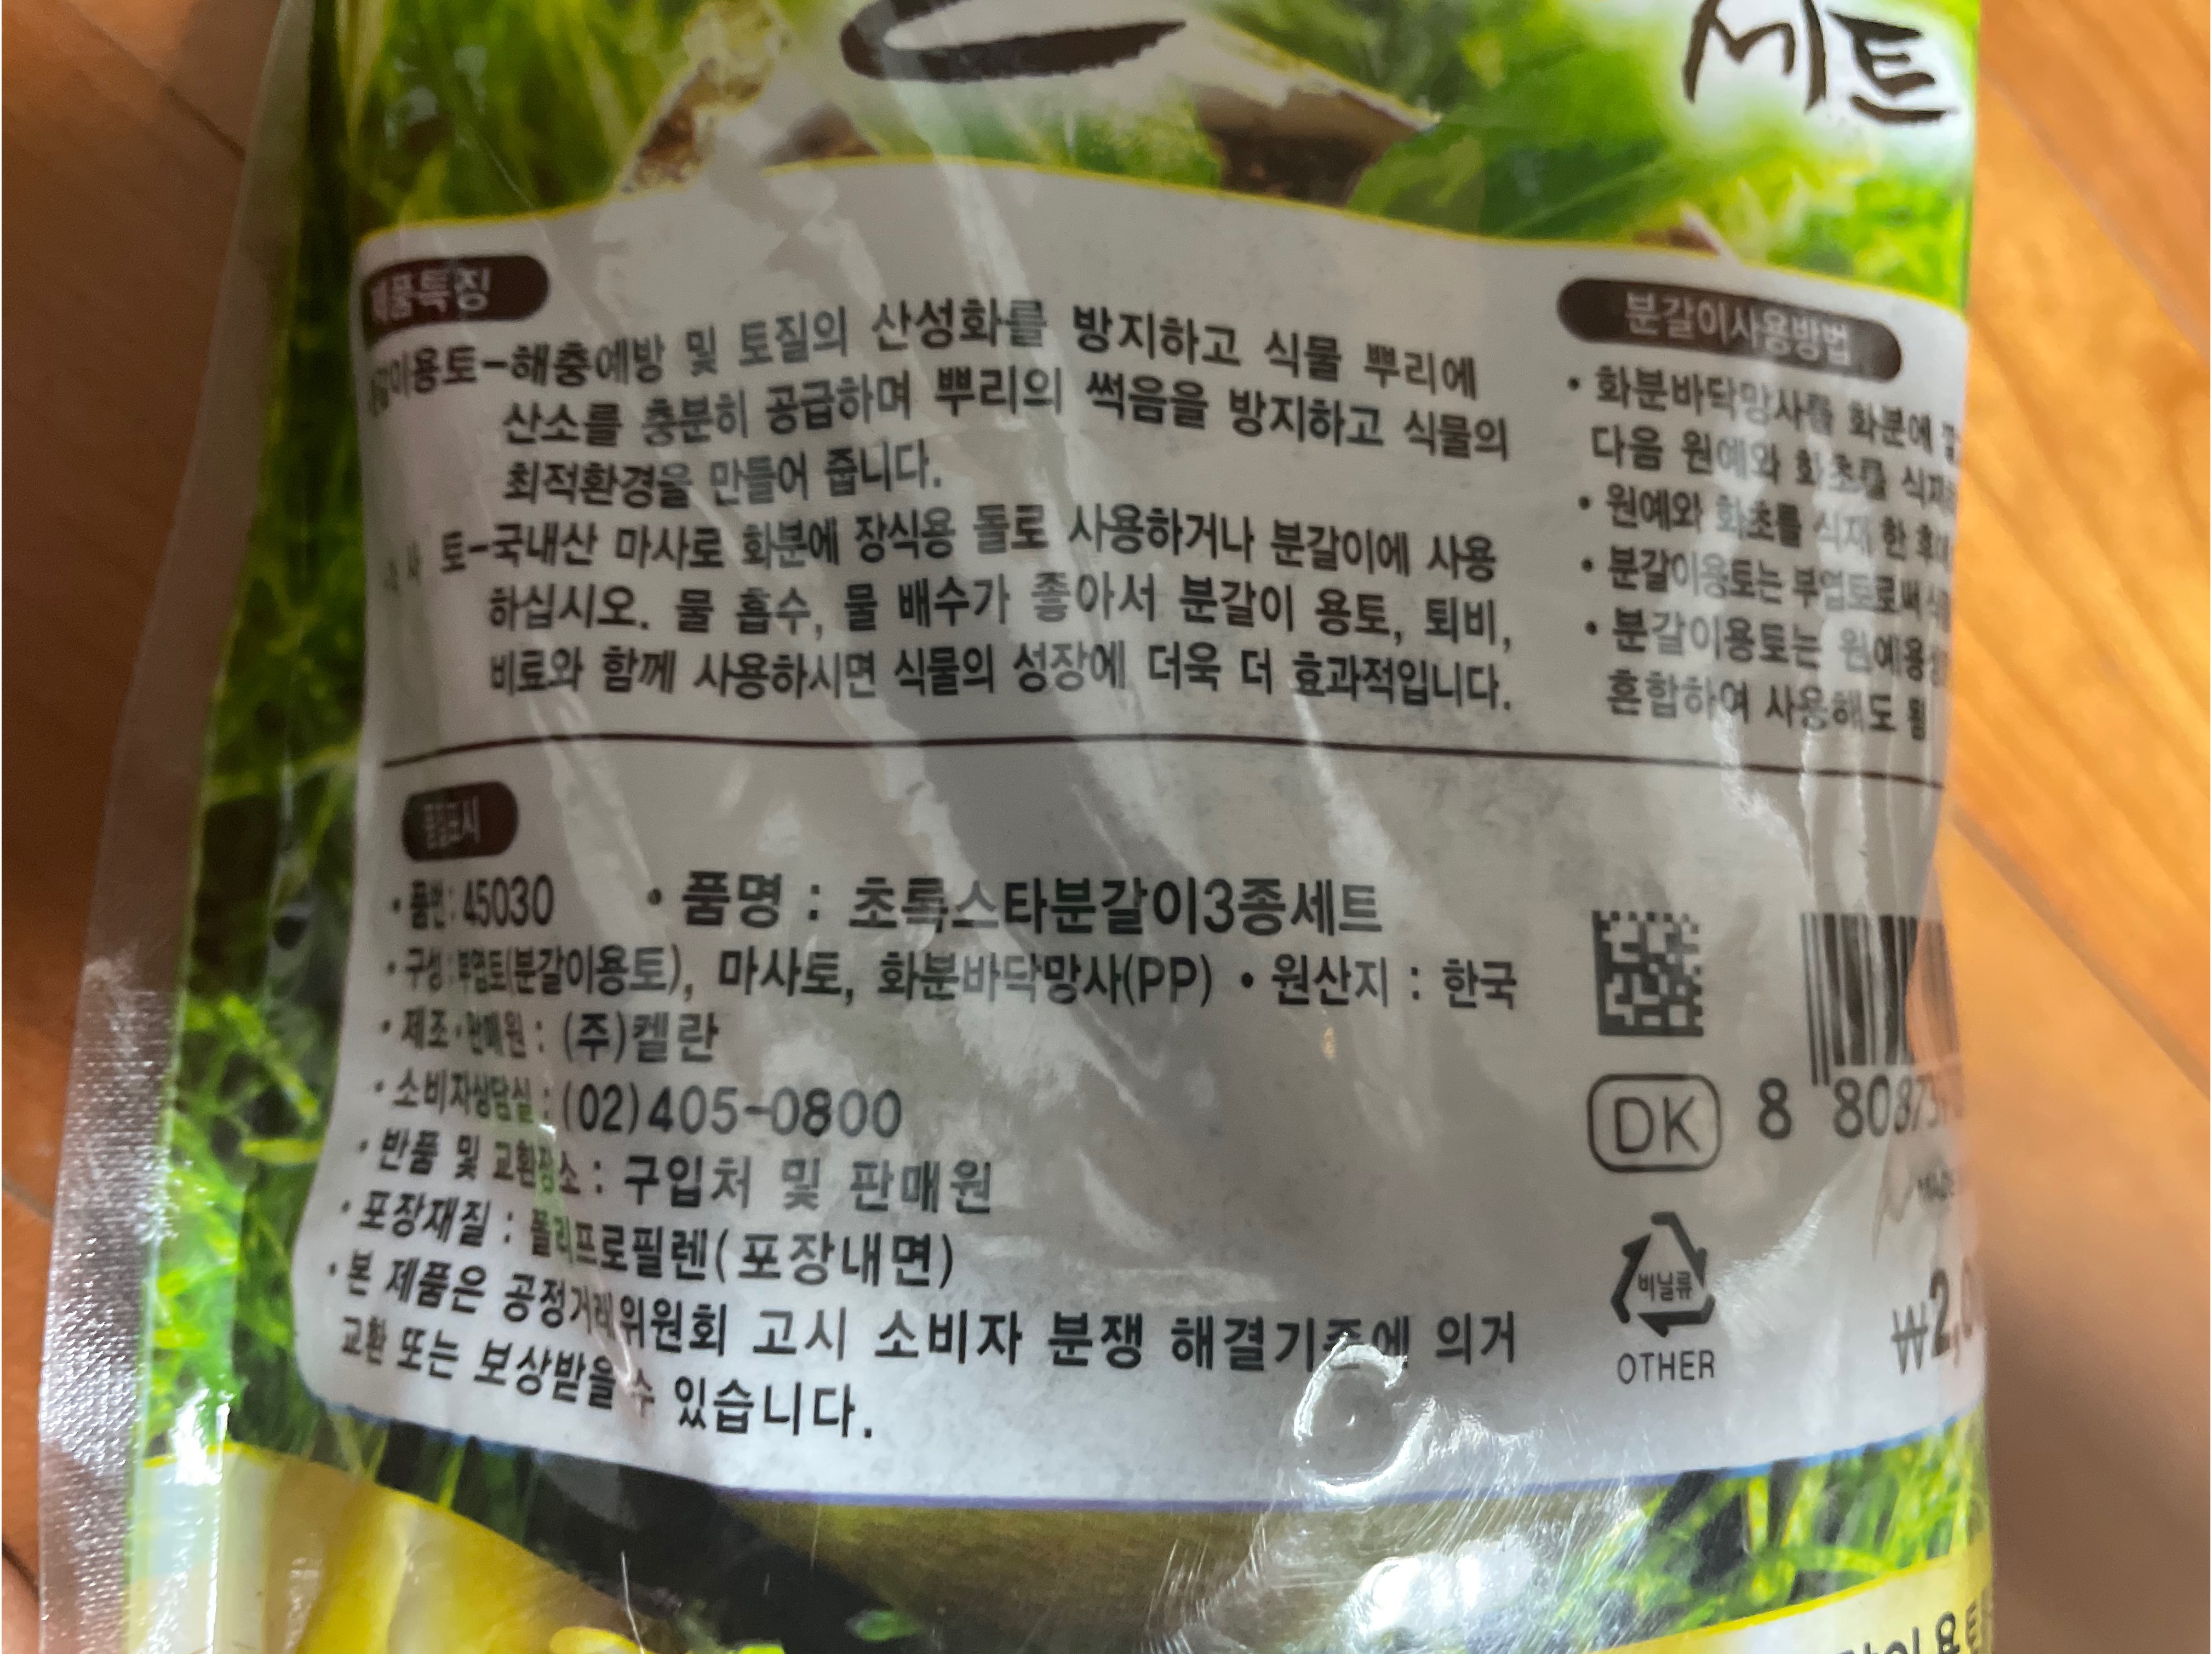 세트
제품특징
분갈이용토-해충예방 및 토질의 산성화를 방지하고 식물 뿌리에
산소를 충분히 공급하며 뿌리의 썩음을 방지하고 식물의
최적환경을 만들어 줍니다.
토-국내산 마사로 화분에 장식용 돌로 사용하거나 분갈이에 사용
하십시오. 물 흡수, 물 배수가 좋아서 분갈이 용토, 퇴비,
비료와 함께 사용하시면 식물의 성장에 더욱 더 효과적입니다.
분갈이사용방법
• 화분바닥망사를 화분에
다음 원예와 화초를
• 원예와 화초를 식재 한
• 분갈이용토는 부엽토로써
• 분갈이용토는
혼합하여 사용해도
품질표시
• 품번: 45030 • 품명 : 초록스타분갈이3종세트
• 구성:부엽토(분갈이용토), 마사토, 화분바닥망사(PP) • 원산지 : 한국
• 제조·판매원 : (주)켈란
• 소비자상담실 : (02)405-0800
• 반품 및 교환장소 : 구입처 및 판매원
• 포장재질 : 폴리프로필렌(포장내면)
• 본 제품은 공정거래위원회 고시 소비자 분쟁 해결기준에 의거
교환 또는 보상받을 수 있습니다.
DK
8
비닐류
OTHER